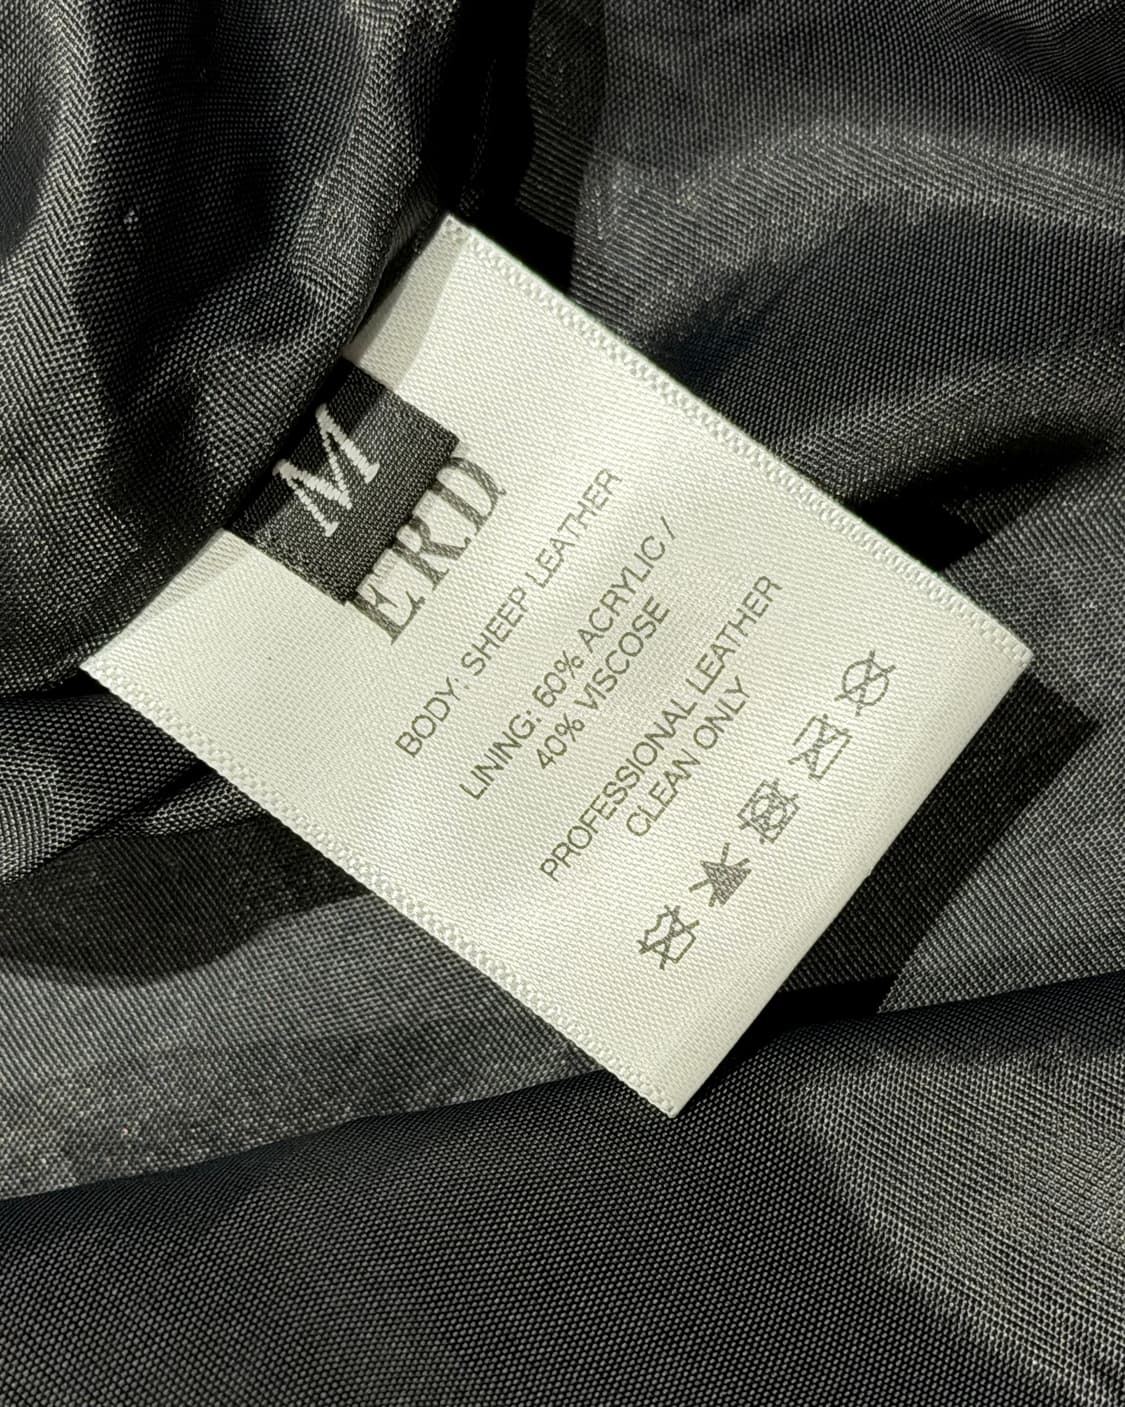 M
ERD
BODY: SHEEP LEATHER
LINING: 60% ACRYLIC /
40% VISCOSE
PROFESSIONAL LEATHER
CLEAN ONLY